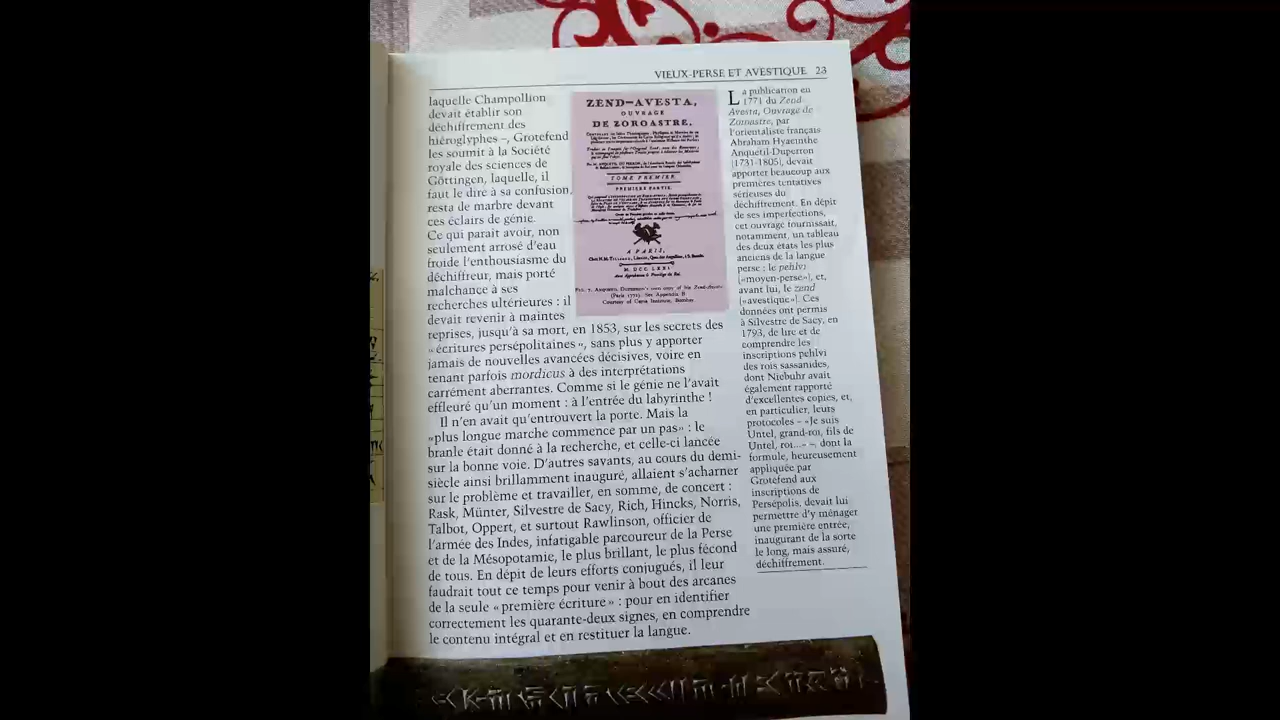 VIEUX-PERSE ET AVESTIQUE 23
laquelle Champollion
devait établir son
déchiffrement des
hiéroglyphes –, Grotefend
les soumit à la Société
royale des sciences de
Göttingen, laquelle, il
faut le dire à sa confusion,
resta de marbre devant
ces éclairs de génie.
Ce qui parait avoir, non
seulement arrosé d'eau
froide l'enthousiasme du
déchiffreur, mais porté
malchance à ses
recherches ultérieures : il
devait revenir à maintes
reprises, jusqu'à sa mort, en 1853, sur les secrets des
«écritures persépolitaines», sans plus y apporter
jamais de nouvelles avancées décisives, voire en
tenant parfois mordicus à des interprétations
carrément aberrantes. Comme si le génie ne l'avait
effleuré qu'un moment : à l'entrée du labyrinthe !
Il n'en avait qu'entrouvert la porte. Mais la
«plus longue marche commence par un pas» : le
branle était donné à la recherche, et celle-ci lancée
sur la bonne voie. D'autres savants, au cours du demi-
siècle ainsi brillamment inauguré, allaient s'acharner
sur le problème et travailler, en somme, de concert :
Rask, Münter, Silvestre de Sacy, Rich, Hincks, Norris,
Talbot, Oppert, et surtout Rawlinson, officier de
l'armée des Indes, infatigable parcoureur de la Perse
et de la Mésopotamie, le plus brillant, le plus fécond
de tous. En dépit de leurs efforts conjugués, il leur
faudrait tout ce temps pour venir à bout des arcanes
de la seule «première écriture» : pour en identifier
correctement les quarante-deux signes, en comprendre
le contenu intégral et en restituer la langue.
ZEND-AVESTA,
OUVRAGE
DE ZOROASTRE,
TOME PREMIER.
PREMIERE PARTIE.
A PARIS,
M. DCC. LXXI.
Avec Approbation & Privilége du Roi.
(Paris 1771). See Appendix B
Courtesy of Cama Institute, Bombay.
La publication en
1771 du Zend-
Avesta, Ouvrage de
Zoroastre, par
l'orientaliste français
Abraham Hyacinthe
Anquetil-Duperron
(1731-1805), devait
apporter beaucoup aux
premières tentatives
sérieuses du
déchiffrement. En dépit
de ses imperfections,
cet ouvrage fournissait,
notamment, un tableau
des deux états les plus
anciens de la langue
perse : le pehlvi
(«moyen-perse»), et,
avant lui, le zend
(«avestique»). Ces
données ont permis
à Silvestre de Sacy, en
1793, de lire et de
comprendre les
inscriptions pehlvi
des rois sassanides,
dont Niebuhr avait
également rapporté
d'excellentes copies, et,
en particulier, leurs
protocoles – «Je suis
Untel, grand-roi, fils de
Untel, roi...» –, dont la
formule, heureusement
appliquée par
Grotefend aux
inscriptions de
Persépolis, devait lui
permettre d'y ménager
une première entrée,
inaugurant de la sorte
le long, mais assuré,
déchiffrement.